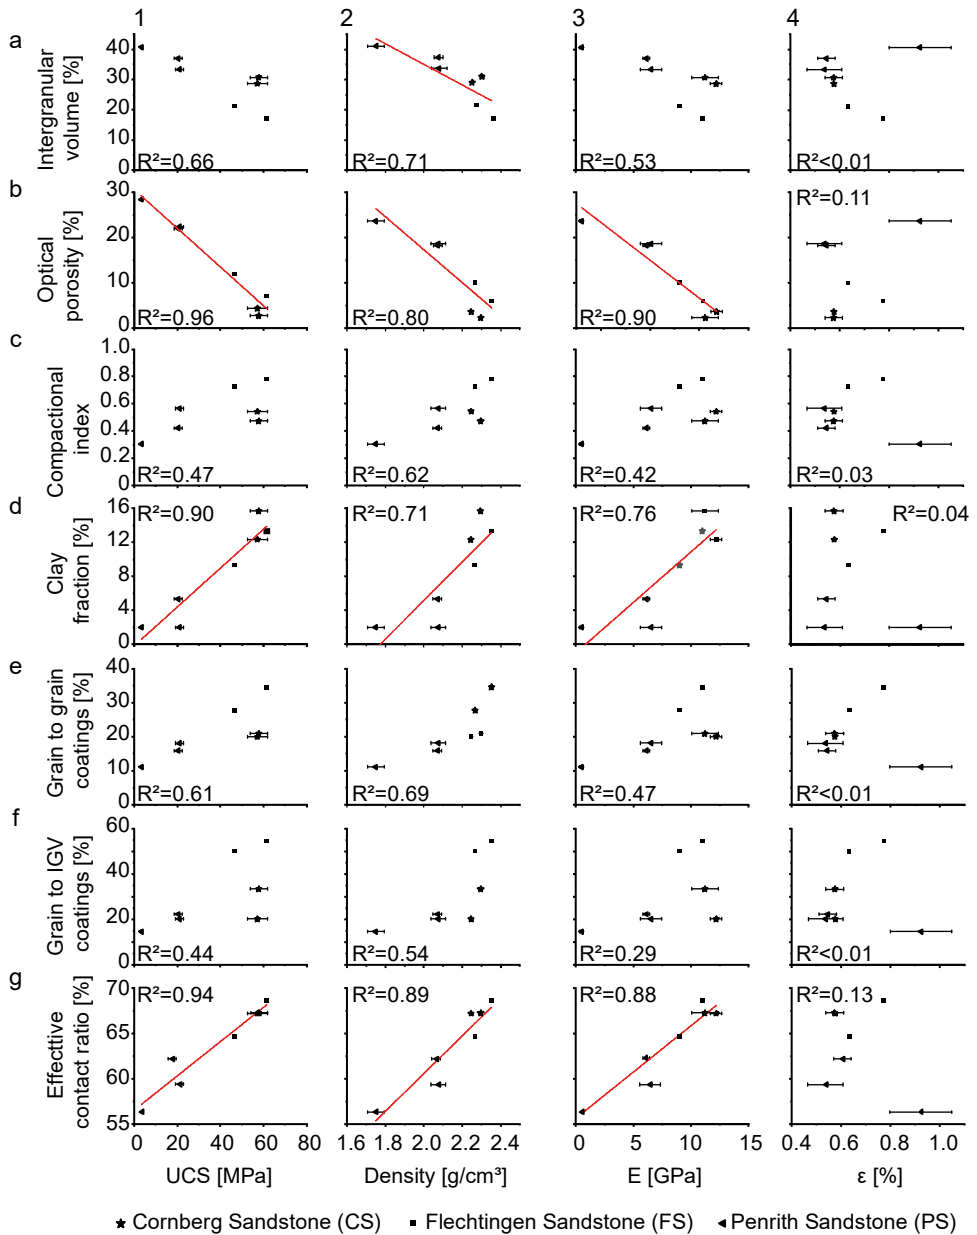 1 2 3 4
a
Intergranular
volume [%]
40
30
20
10
0
R²=0.66
R²=0.71
R²=0.53
R²<0.01
b
Optical
porosity [%]
30
20
10
0
R²=0.96
R²=0.80
R²=0.90
R²=0.11
c
Compactional
index
1.0
0.8
0.6
0.4
0.2
0
R²=0.47
R²=0.62
R²=0.42
R²=0.03
d
Clay
fraction [%]
16
12
8
4
0
R²=0.90
R²=0.71
R²=0.76
R²=0.04
e
Grain to grain
coatings [%]
40
30
20
10
0
R²=0.61
R²=0.69
R²=0.47
R²<0.01
f
Grain to IGV
coatings [%]
60
40
20
0
R²=0.44
R²=0.54
R²=0.29
R²<0.01
g
Effecttive
contact ratio [%]
70
65
60
55
R²=0.94
R²=0.89
R²=0.88
R²=0.13
0 20 40 60 80
1.6 1.8 2.0 2.2 2.4
0 5 10 15
0.4 0.6 0.8 1.0
UCS [MPa]
Density [g/cm³]
E [GPa]
ε [%]
Cornberg Sandstone (CS) Flechtingen Sandstone (FS) Penrith Sandstone (PS)